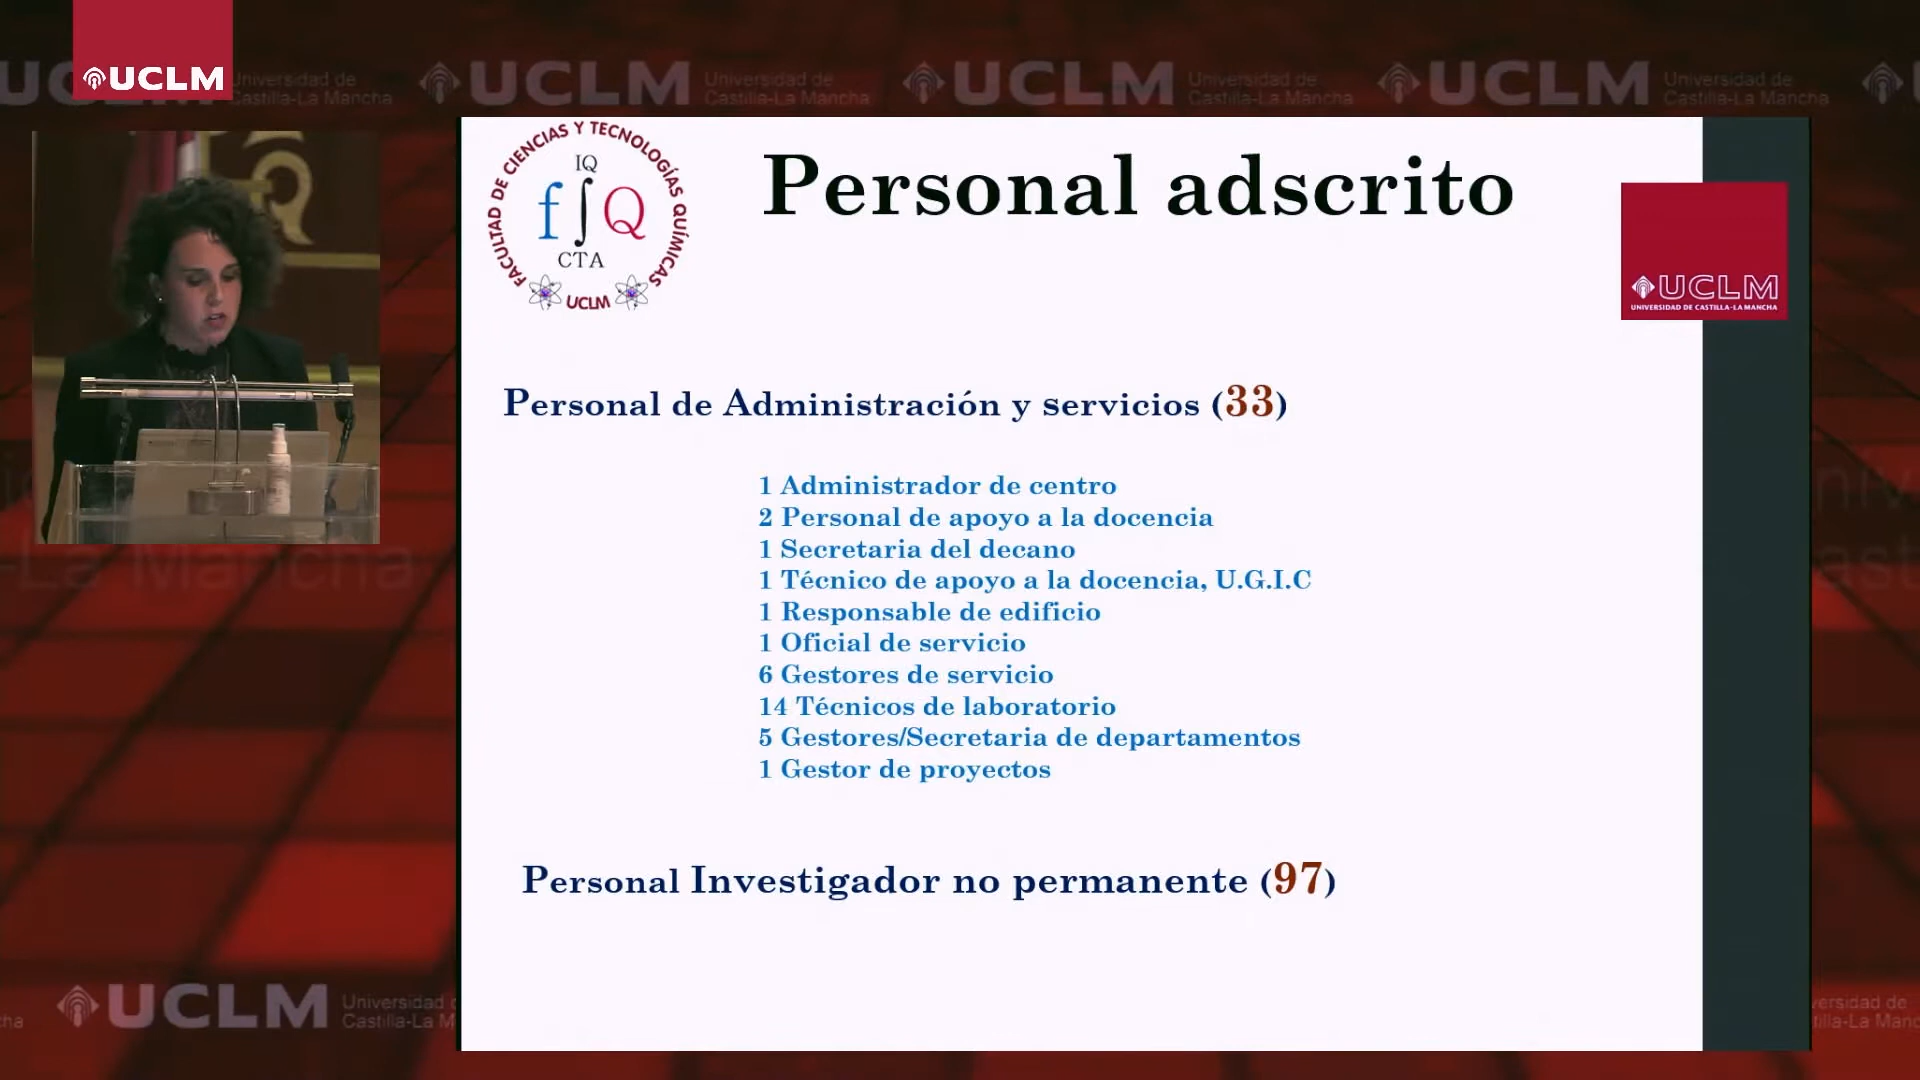 UCLM
Universidad de
Castilla-La Mancha
UCLM
Universidad de
Castilla-La Mancha
UCLM
Universidad de
Castilla-La Mancha
UCLM
Universidad de
Castilla-La Mancha
FACULTAD DE CIENCIAS Y TECNOLOGÍAS QUÍMICAS
IQ
f∫Q
CTA
UCLM
Personal adscrito
UCLM
UNIVERSIDAD DE CASTILLA-LA MANCHA
Personal de Administración y servicios (33)
1 Administrador de centro
2 Personal de apoyo a la docencia
1 Secretaria del decano
1 Técnico de apoyo a la docencia, U.G.I.C
1 Responsable de edificio
1 Oficial de servicio
6 Gestores de servicio
14 Técnicos de laboratorio
5 Gestores/Secretaria de departamentos
1 Gestor de proyectos
Personal Investigador no permanente (97)
-La Mancha
UCLM
Universidad
Castilla-La M